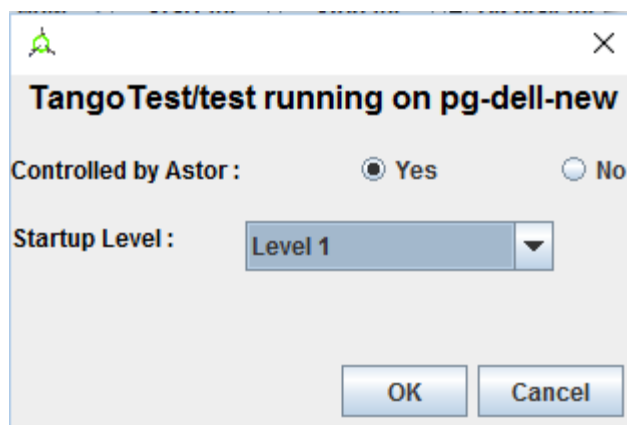 TangoTest/test running on pg-dell-new
Controlled by Astor : Yes No
Startup Level : Level 1
OK Cancel